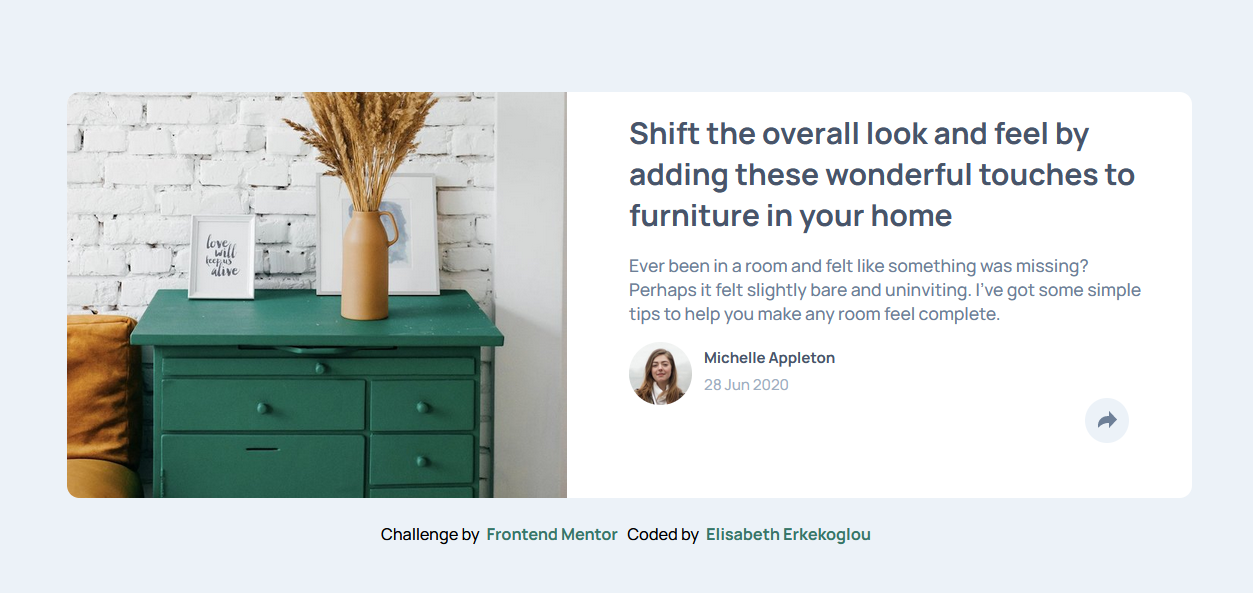 love
will
keep us
alive
Shift the overall look and feel by
adding these wonderful touches to
furniture in your home
Ever been in a room and felt like something was missing?
Perhaps it felt slightly bare and uninviting. I've got some simple
tips to help you make any room feel complete.
Michelle Appleton
28 Jun 2020
Challenge by Frontend Mentor Coded by Elisabeth Erkekoglou